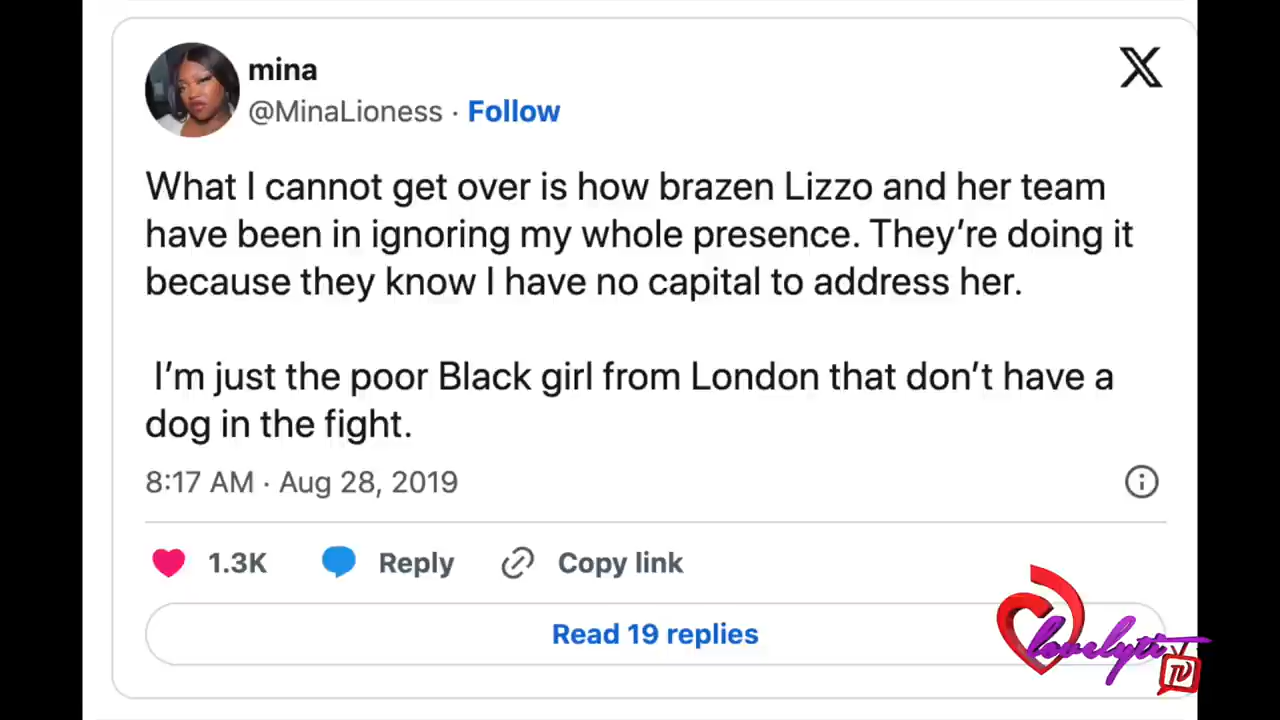 mina
@MinaLioness · Follow
What I cannot get over is how brazen Lizzo and her team
have been in ignoring my whole presence. They’re doing it
because they know I have no capital to address her.
I’m just the poor Black girl from London that don’t have a
dog in the fight.
8:17 AM · Aug 28, 2019
1.3K Reply Copy link
Read 19 replies
lovelyti
TV